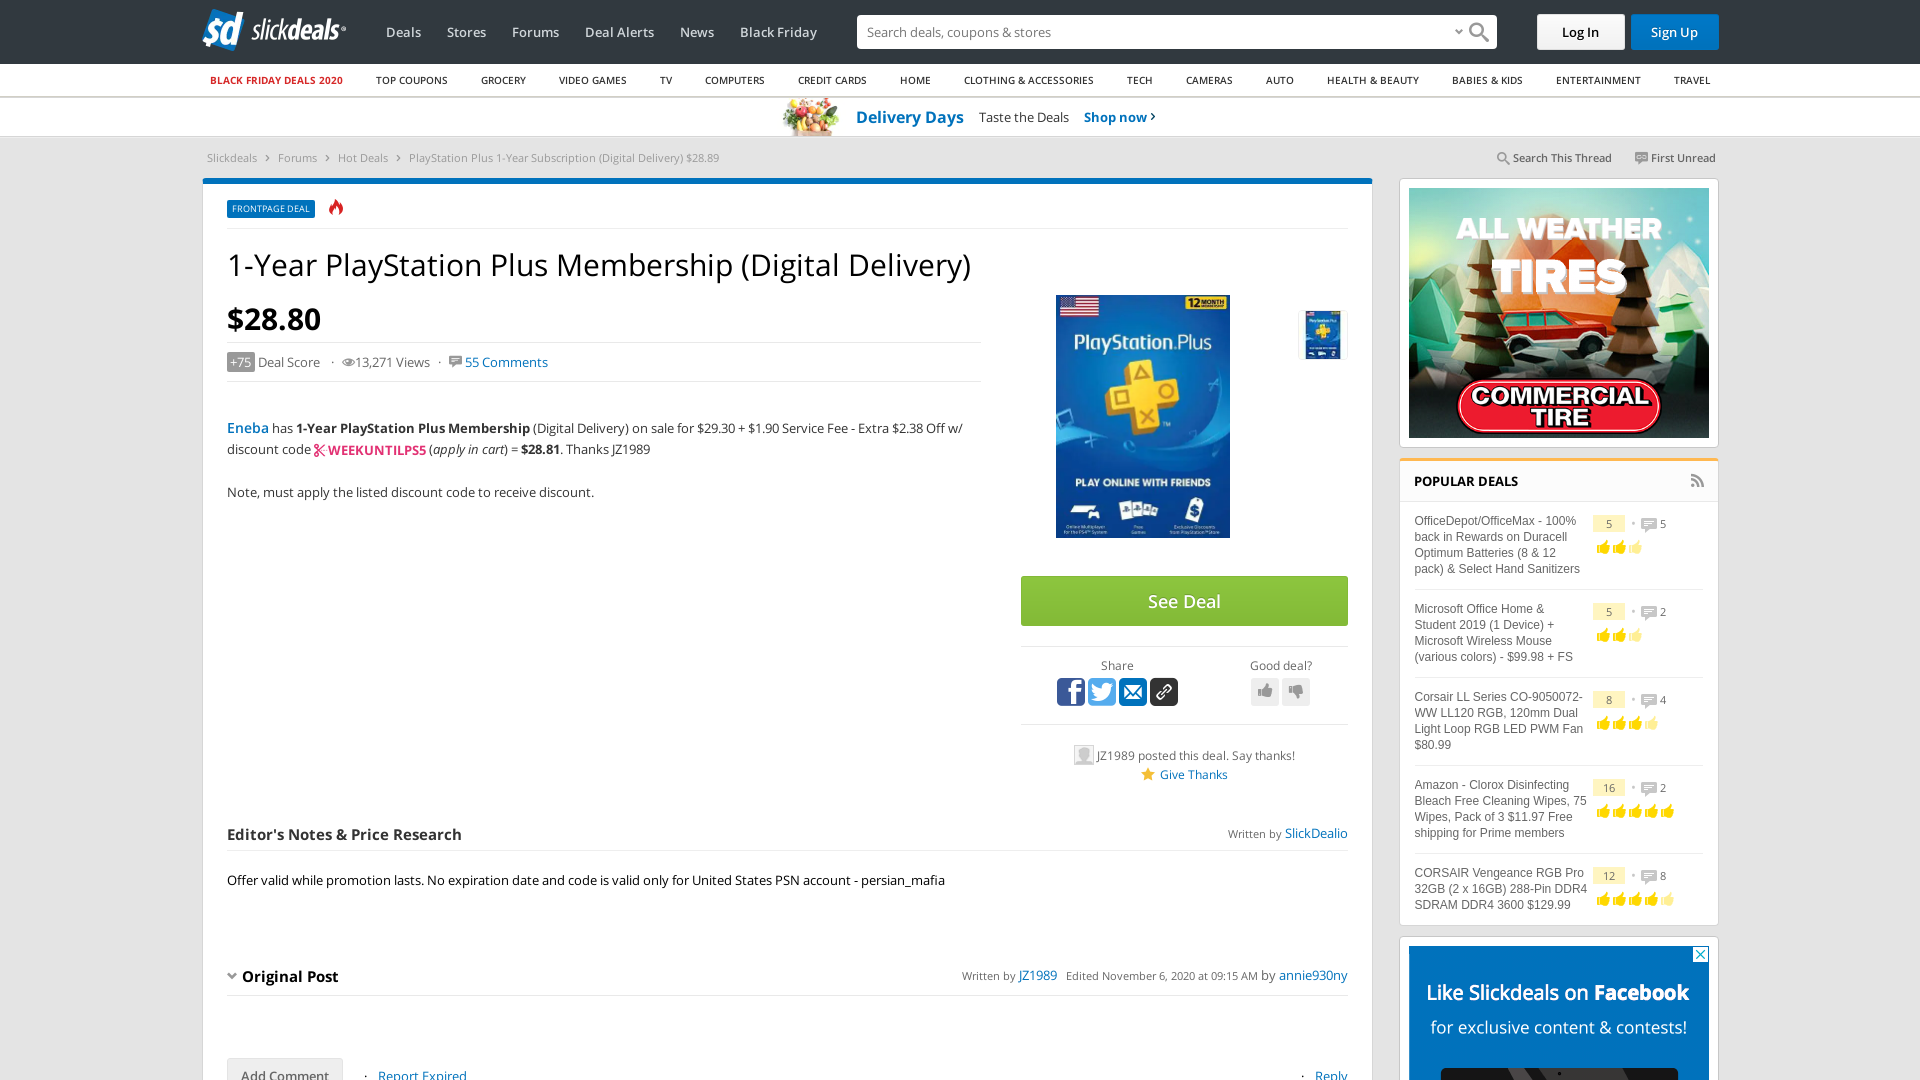 slickdeals
Deals
Stores
Forums
Deal Alerts
News
Black Friday
Search deals, coupons & stores
Log In
Sign Up
BLACK FRIDAY DEALS 2020
TOP COUPONS
GROCERY
VIDEO GAMES
TV
COMPUTERS
CREDIT CARDS
HOME
CLOTHING & ACCESSORIES
TECH
CAMERAS
AUTO
HEALTH & BEAUTY
BABIES & KIDS
ENTERTAINMENT
TRAVEL
Delivery Days Taste the Deals Shop now ›
Slickdeals › Forums › Hot Deals › PlayStation Plus 1-Year Subscription (Digital Delivery) $28.89
Search This Thread
First Unread
FRONTPAGE DEAL
1-Year PlayStation Plus Membership (Digital Delivery)
$28.80
+75 Deal Score · 13,271 Views · 55 Comments
Eneba has 1-Year PlayStation Plus Membership (Digital Delivery) on sale for $29.30 + $1.90 Service Fee - Extra $2.38 Off w/
discount code WEEKUNTILPS5 (apply in cart) = $28.81. Thanks JZ1989
Note, must apply the listed discount code to receive discount.
12 MONTH
MEMBERSHIP
PlayStation.Plus
PLAY ONLINE WITH FRIENDS
Online Multiplayer
for the PS4™ System
Free
Games
Exclusive Discounts
from PlayStation™Store
See Deal
Share
Good deal?
JZ1989 posted this deal. Say thanks!
Give Thanks
Editor's Notes & Price Research
Written by SlickDealio
Offer valid while promotion lasts. No expiration date and code is valid only for United States PSN account - persian_mafia
Original Post
Written by JZ1989 Edited November 6, 2020 at 09:15 AM by annie930ny
Add Comment
· Report Expired
· Reply
ALL WEATHER
TIRES
COMMERCIAL
TIRE
POPULAR DEALS
OfficeDepot/OfficeMax - 100%
back in Rewards on Duracell
Optimum Batteries (8 & 12
pack) & Select Hand Sanitizers
5 • 5
Microsoft Office Home &
Student 2019 (1 Device) +
Microsoft Wireless Mouse
(various colors) - $99.98 + FS
5 • 2
Corsair LL Series CO-9050072-
WW LL120 RGB, 120mm Dual
Light Loop RGB LED PWM Fan
$80.99
8 • 4
Amazon - Clorox Disinfecting
Bleach Free Cleaning Wipes, 75
Wipes, Pack of 3 $11.97 Free
shipping for Prime members
16 • 2
CORSAIR Vengeance RGB Pro
32GB (2 x 16GB) 288-Pin DDR4
SDRAM DDR4 3600 $129.99
12 • 8
Like Slickdeals on Facebook
for exclusive content & contests!